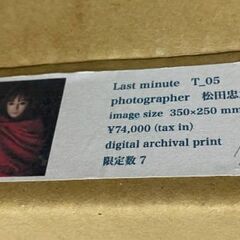 Last minute T_05
photographer 松田忠
image size 350×250 mm
¥74,000 (tax in)
digital archival print
限定数 7